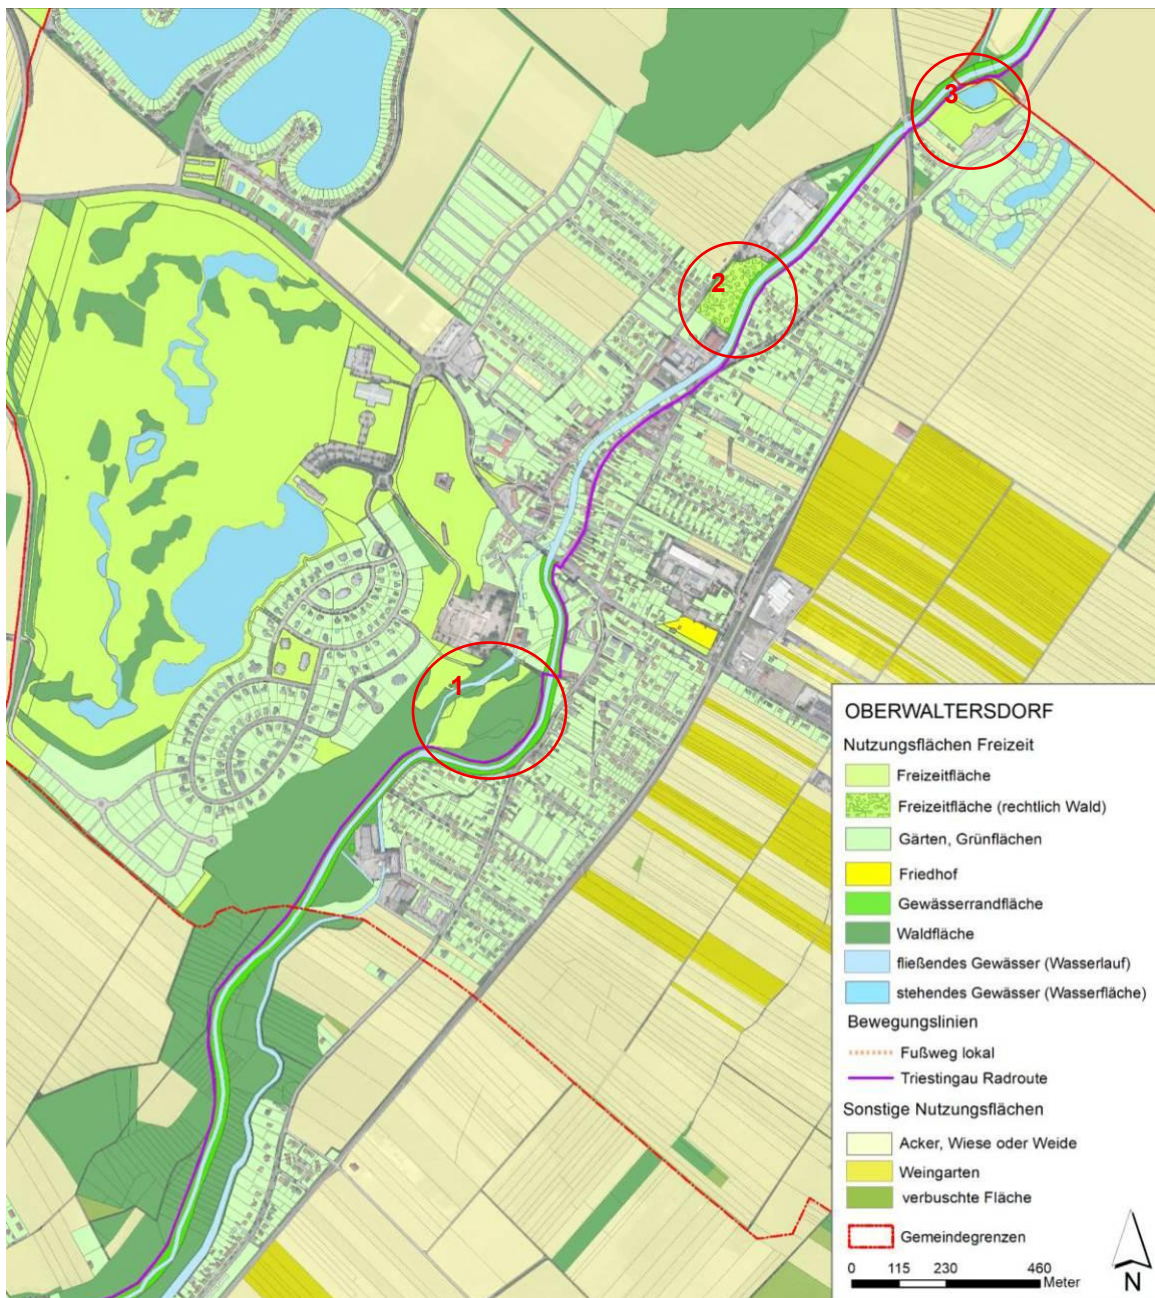 3
2
1
OBERWALTERSDORF
Nutzungsflächen Freizeit
Freizeitfläche
Freizeitfläche (rechtlich Wald)
Gärten, Grünflächen
Friedhof
Gewässerrandfläche
Waldfläche
fließendes Gewässer (Wasserlauf)
stehendes Gewässer (Wasserfläche)
Bewegungslinien
Fußweg lokal
Triestingau Radroute
Sonstige Nutzungsflächen
Acker, Wiese oder Weide
Weingarten
verbuschte Fläche
Gemeindegrenzen
0 115 230 460
Meter
N